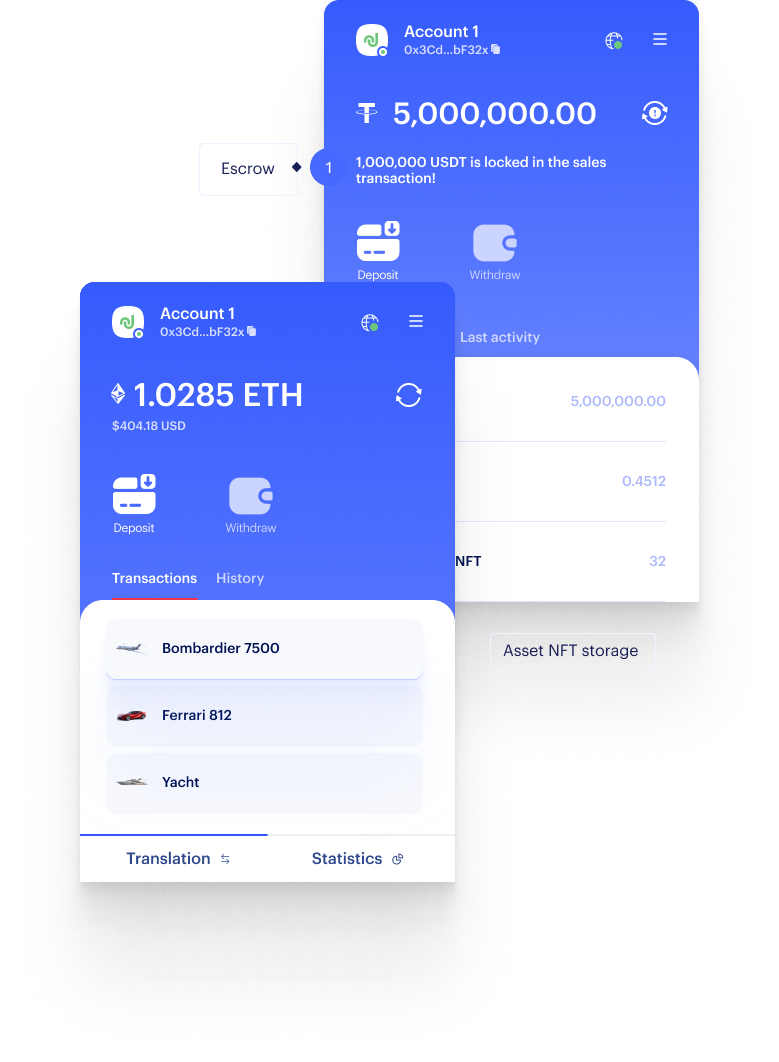 Account 1
0x3Cd...bF32x
5,000,000.00
Escrow
1
1,000,000 USDT is locked in the sales
transaction!
Deposit
Withdraw
Last activity
5,000,000.00
0.4512
NFT
32
Asset NFT storage
Account 1
0x3Cd...bF32x
1.0285 ETH
$404.18 USD
Deposit
Withdraw
Transactions
History
Bombardier 7500
Ferrari 812
Yacht
Translation
Statistics